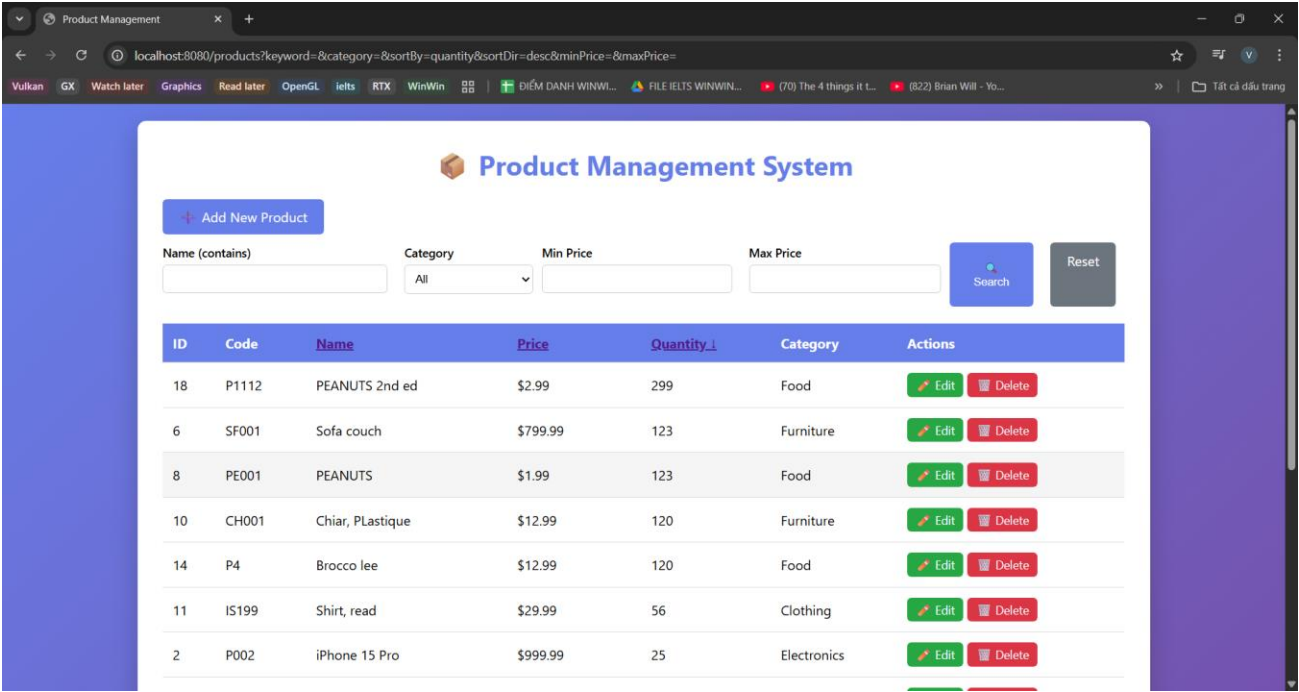 Product Management
localhost:8080/products?keyword=&category=&sortBy=quantity&sortDir=desc&minPrice=&maxPrice=
V
Vulkan GX Watch later Graphics Read later OpenGL ielts RTX WinWin ĐIỂM DANH WINWI... FILE IELTS WINWIN... (70) The 4 things it t... (822) Brian Will - Yo... » Tất cả dấu trang
Product Management System
Add New Product
Name (contains) Category Min Price Max Price
All Search Reset
ID Code Name Price Quantity ↓ Category Actions
18 P1112 PEANUTS 2nd ed $2.99 299 Food Edit Delete
6 SF001 Sofa couch $799.99 123 Furniture Edit Delete
8 PE001 PEANUTS $1.99 123 Food Edit Delete
10 CH001 Chiar, PLastique $12.99 120 Furniture Edit Delete
14 P4 Brocco lee $12.99 120 Food Edit Delete
11 IS199 Shirt, read $29.99 56 Clothing Edit Delete
2 P002 iPhone 15 Pro $999.99 25 Electronics Edit Delete